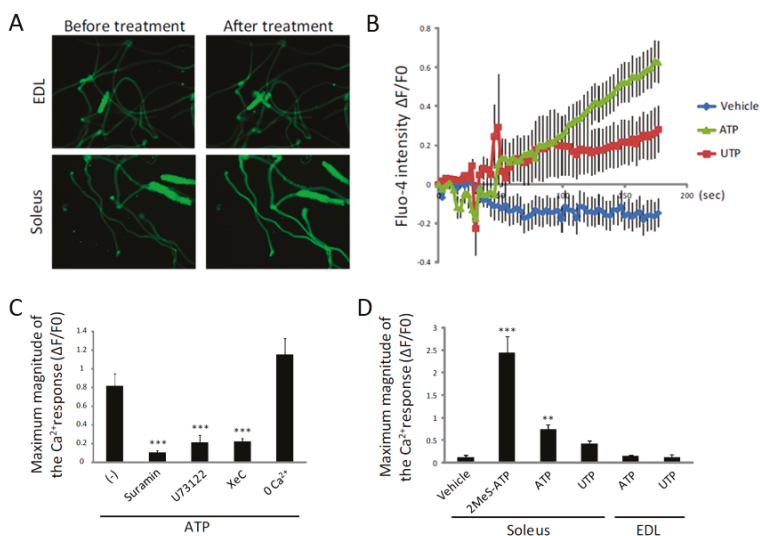 A
Before treatment After treatment
EDL
Soleus
B
Fluo-4 intensity ΔF/F0
0.8
0.6
0.4
0.2
0
-0.2
-0.4
100
200
(sec)
Vehicle
ATP
UTP
C
Maximum magnitude of
the Ca²⁺response (ΔF/F0)
1.4
1.2
1
0.8
0.6
0.4
0.2
0
***
***
***
(-)
Suramin
U73122
XeC
0 Ca²⁺
ATP
D
Maximum magnitude of
the Ca²⁺response (ΔF/F0)
3
2.5
2
1.5
1
0.5
0
***
**
Vehicle
2MeS-ATP
ATP
UTP
ATP
UTP
Soleus EDL